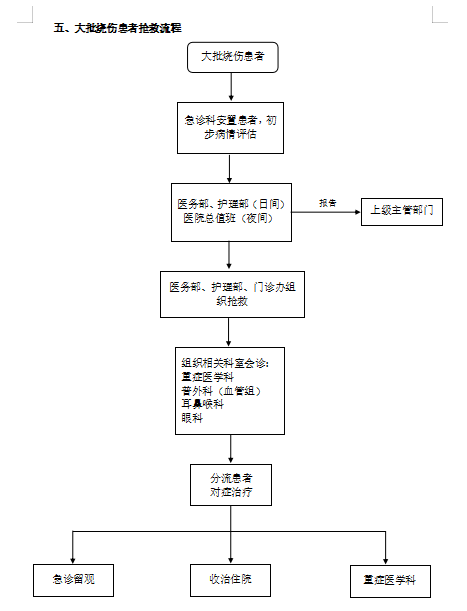 五、大批烧伤患者抢救流程
大批烧伤患者
急诊科安置患者，初
步病情评估
医务部、护理部（日间）
医院总值班（夜间）
报告
上级主管部门
医务部、护理部、门诊办组
织抢救
组织相关科室会诊：
重症医学科
普外科（血管组）
耳鼻喉科
眼科
分流患者
对症治疗
急诊留观
收治住院
重症医学科